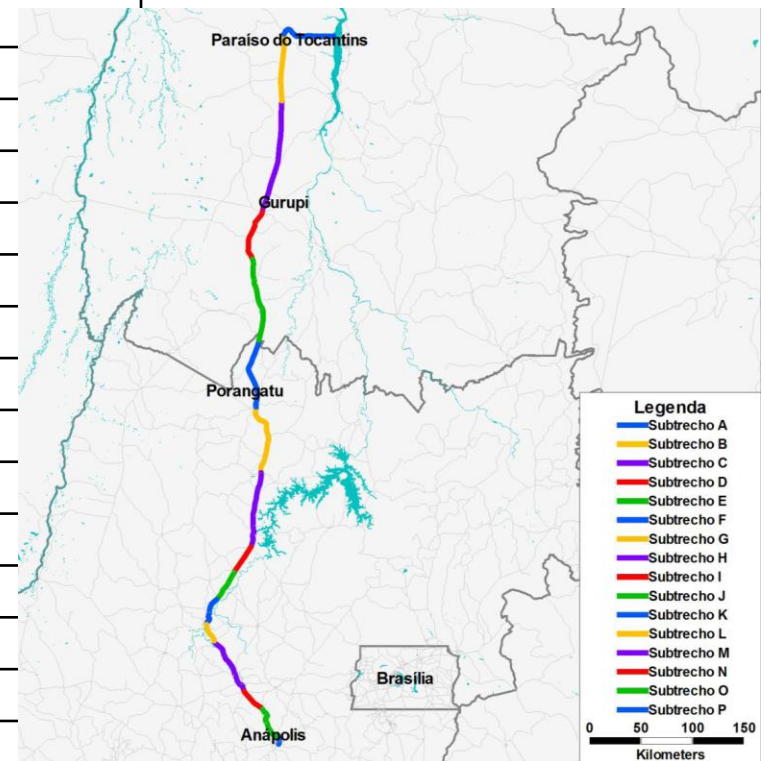 Paraíso do Tocantins
Gurupi
Porangatu
Brasília
Anápolis
Legenda
Subtrecho A
Subtrecho B
Subtrecho C
Subtrecho D
Subtrecho E
Subtrecho F
Subtrecho G
Subtrecho H
Subtrecho I
Subtrecho J
Subtrecho K
Subtrecho L
Subtrecho M
Subtrecho N
Subtrecho O
Subtrecho P
0 50 100 150
Kilometers